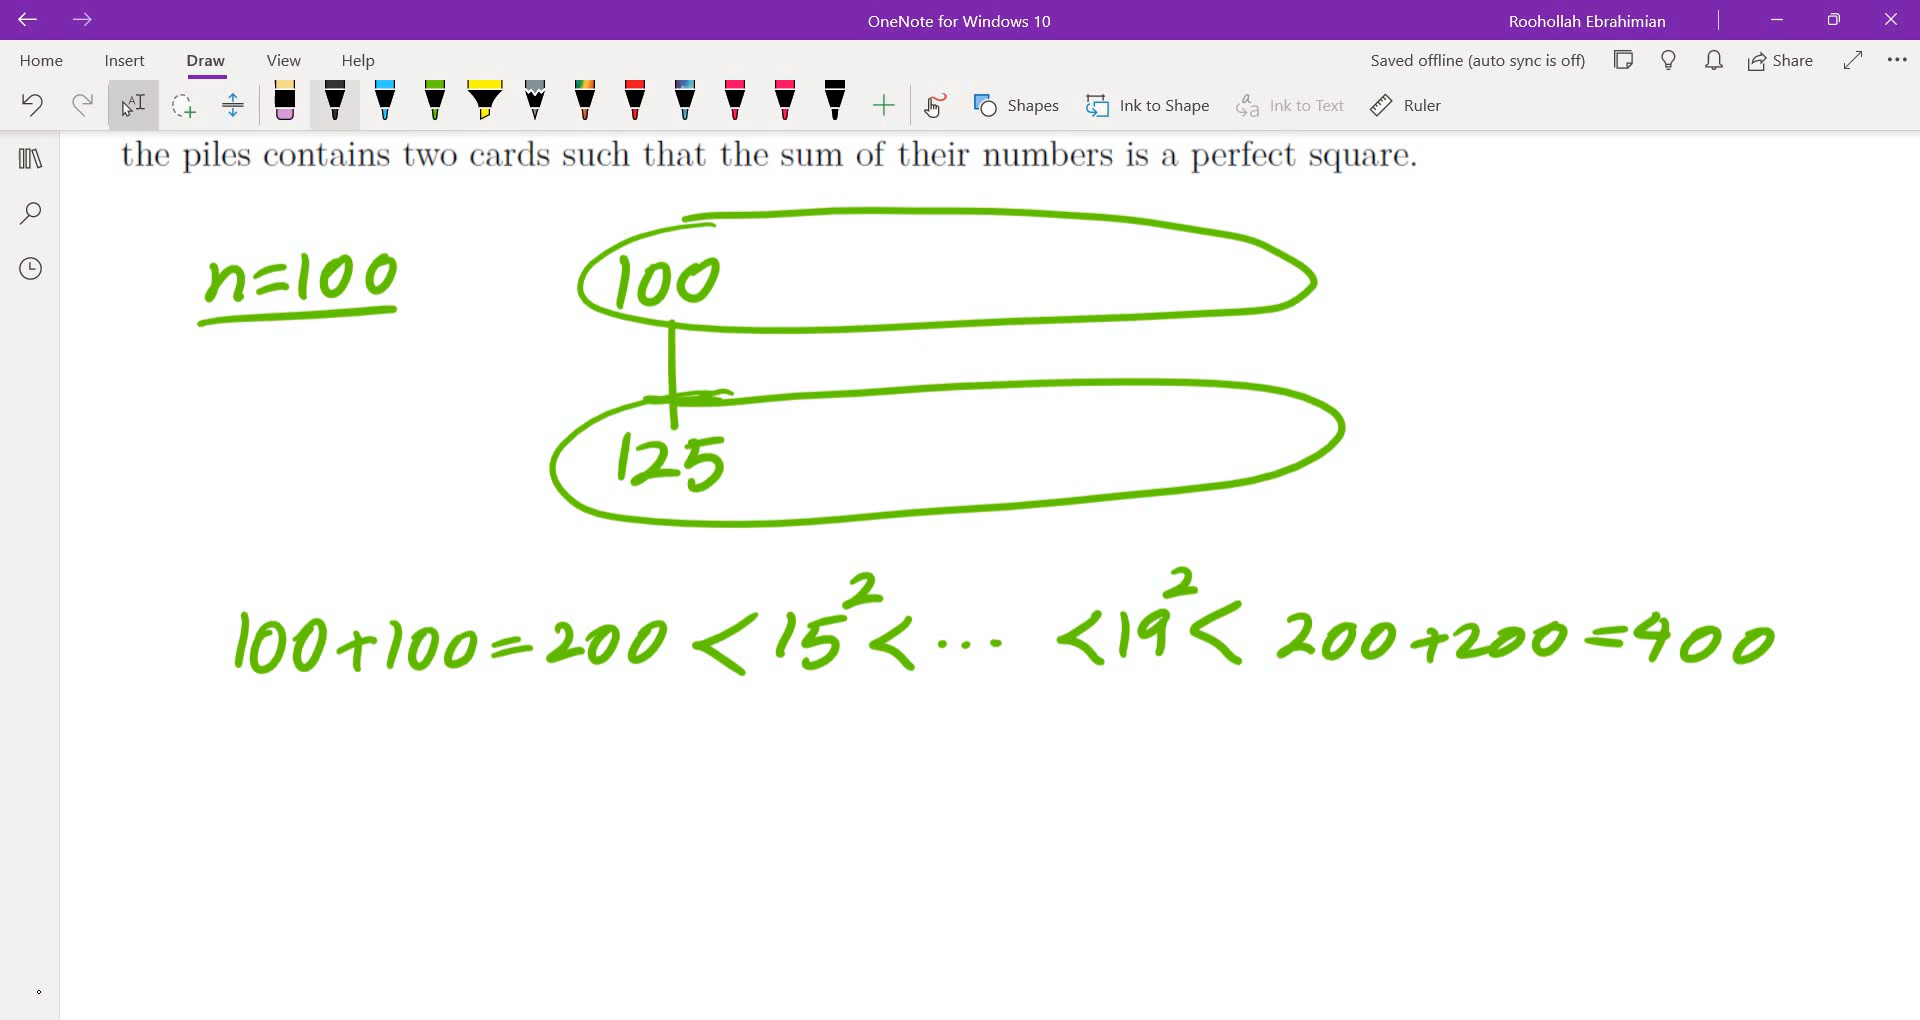 OneNote for Windows 10
Roohollah Ebrahimian
Home Insert Draw View Help
Saved offline (auto sync is off) Share
Shapes Ink to Shape Ink to Text Ruler
the piles contains two cards such that the sum of their numbers is a perfect square.
n=100
100
125
100+100=200 < 15² < ... < 19² < 200+200=400